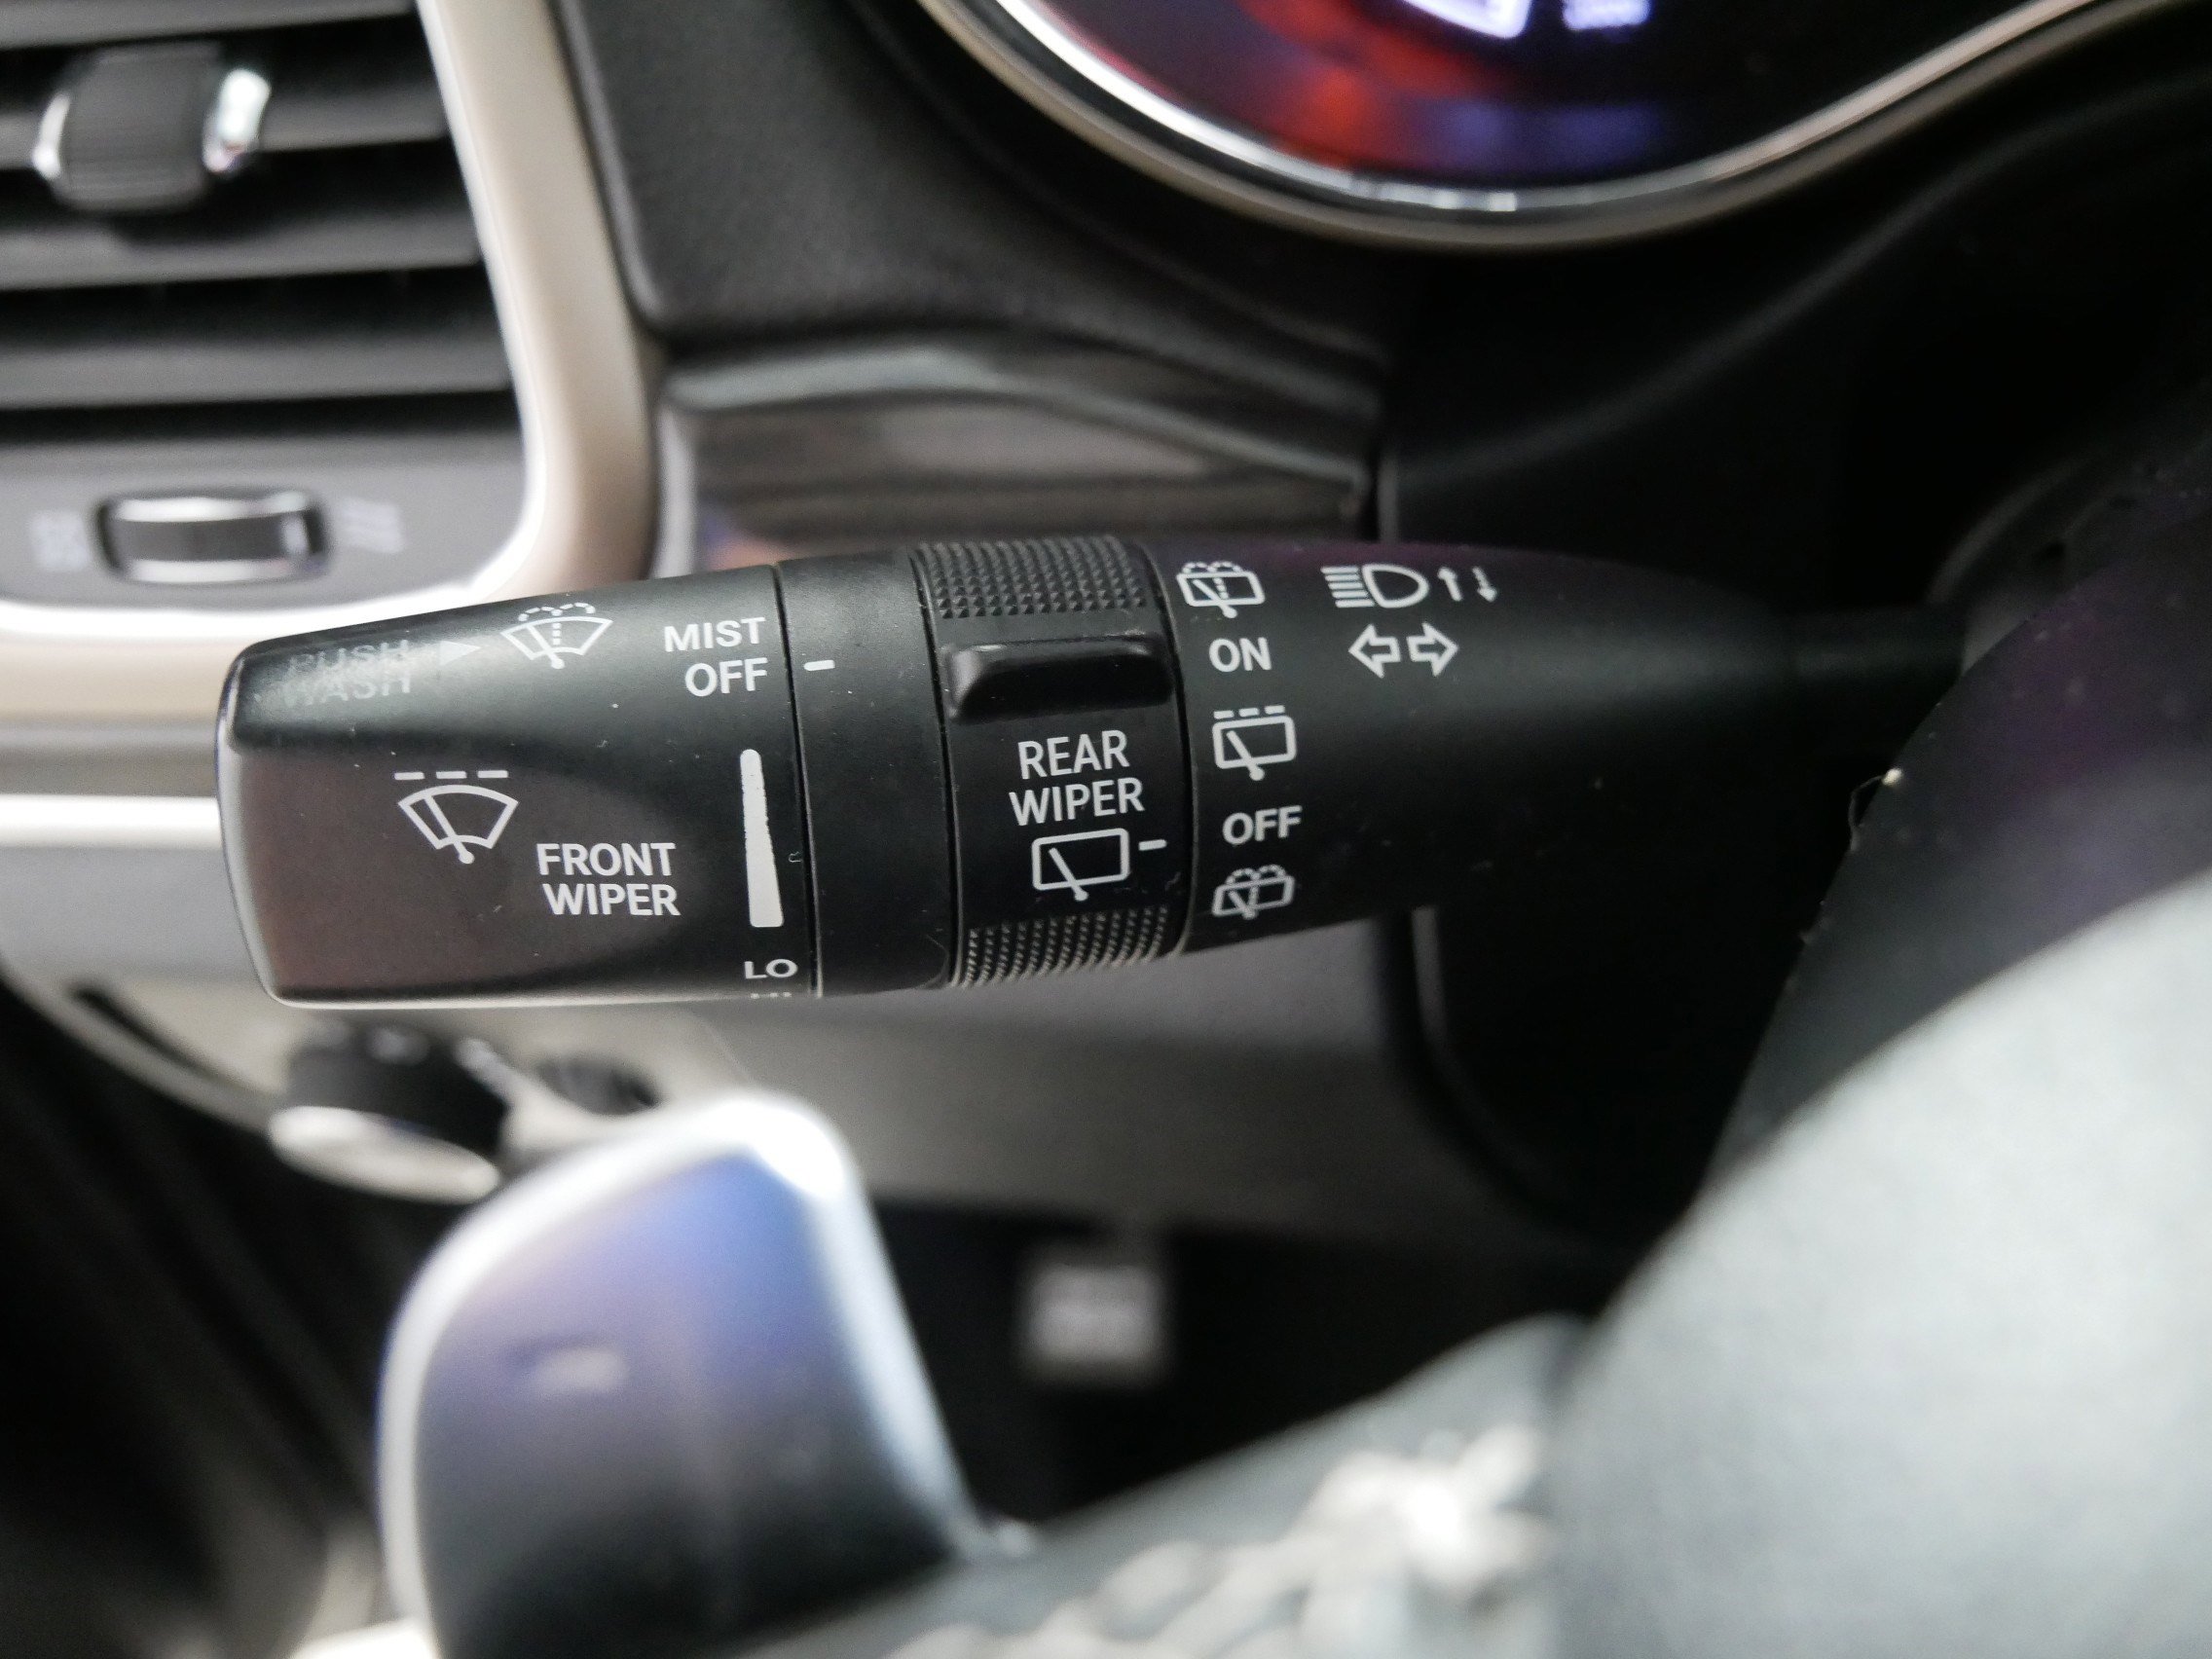 PUSH
WASH
MIST
OFF
FRONT
WIPER
LO
REAR
WIPER
ON
OFF